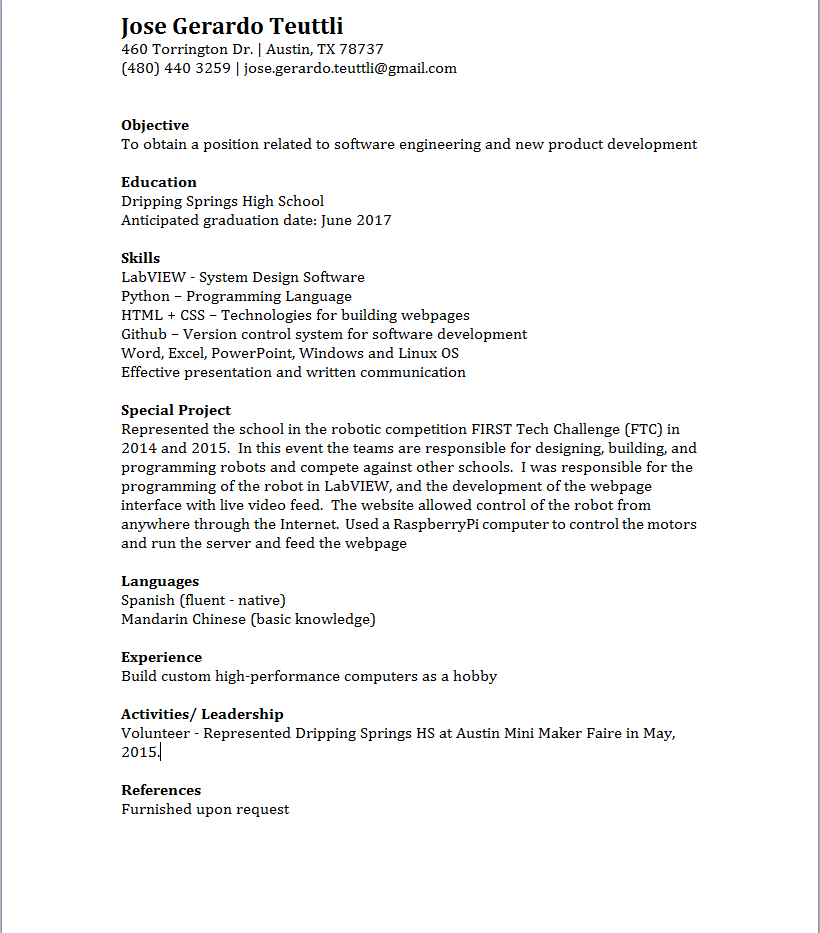 Jose Gerardo Teuttli
460 Torrington Dr. | Austin, TX 78737
(480) 440 3259 | jose.gerardo.teuttli@gmail.com
Objective
To obtain a position related to software engineering and new product development
Education
Dripping Springs High School
Anticipated graduation date: June 2017
Skills
LabVIEW - System Design Software
Python – Programming Language
HTML + CSS – Technologies for building webpages
Github – Version control system for software development
Word, Excel, PowerPoint, Windows and Linux OS
Effective presentation and written communication
Special Project
Represented the school in the robotic competition FIRST Tech Challenge (FTC) in
2014 and 2015.  In this event the teams are responsible for designing, building, and
programming robots and compete against other schools.  I was responsible for the
programming of the robot in LabVIEW, and the development of the webpage
interface with live video feed.  The website allowed control of the robot from
anywhere through the Internet.  Used a RaspberryPi computer to control the motors
and run the server and feed the webpage
Languages
Spanish (fluent - native)
Mandarin Chinese (basic knowledge)
Experience
Build custom high-performance computers as a hobby
Activities/ Leadership
Volunteer - Represented Dripping Springs HS at Austin Mini Maker Faire in May,
2015.
References
Furnished upon request